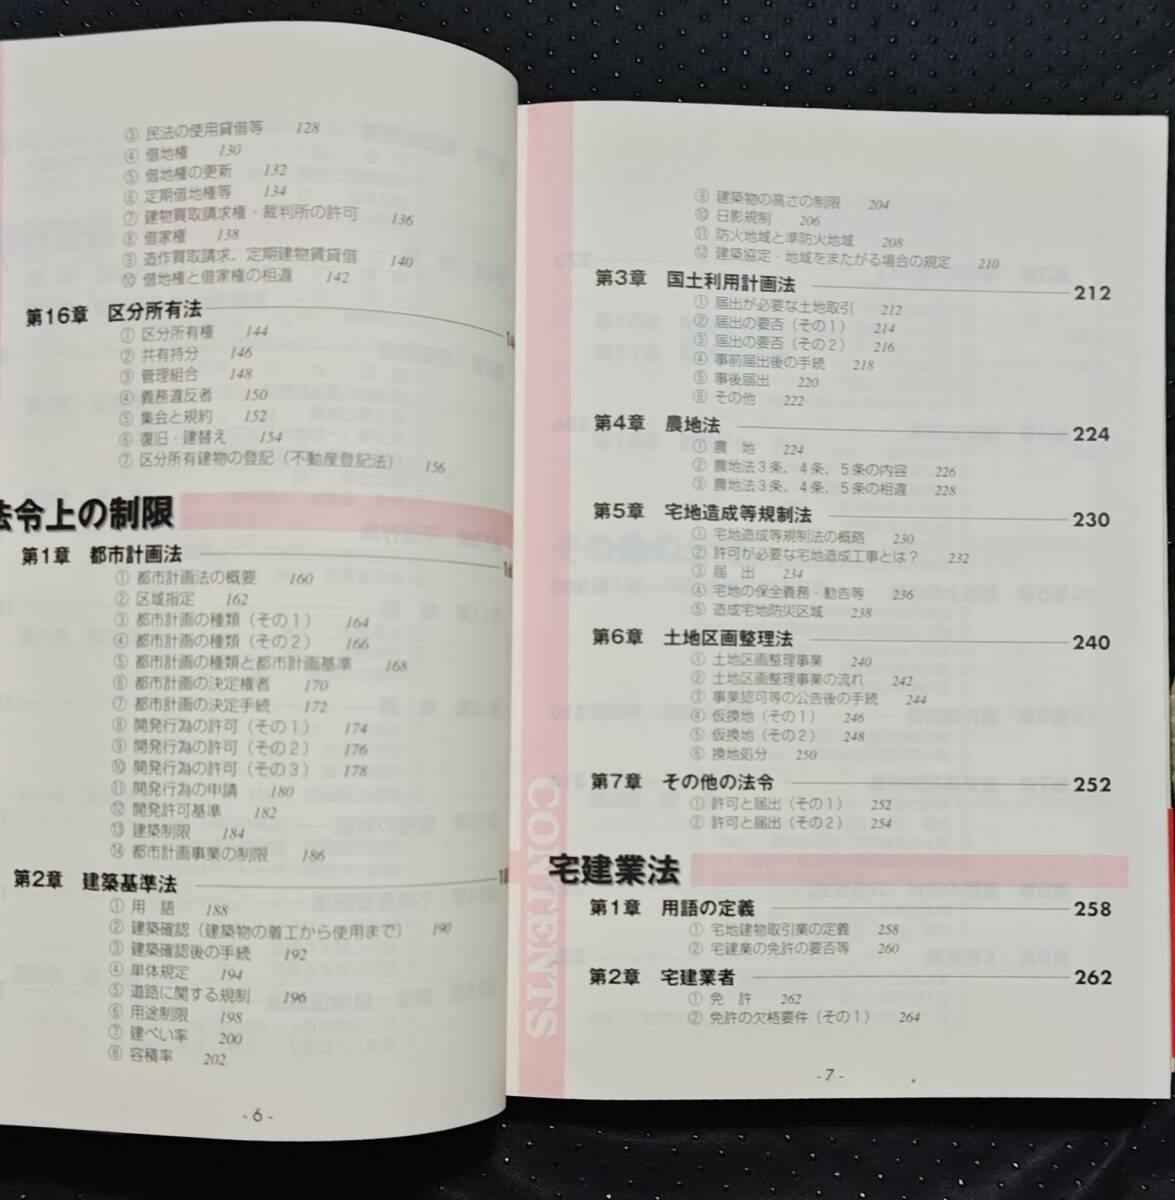 ③ 民法の使用貸借等 128
④ 借地権 130
⑤ 借地権の更新 132
⑥ 定期借地権等 134
⑦ 建物買取請求権・裁判所の許可 136
⑧ 借家権 138
⑨ 造作買取請求、定期建物賃貸借 140
⑩ 借地権と借家権の相違 142
第16章 区分所有法
① 区分所有権 144
② 共有持分 146
③ 管理組合 148
④ 義務違反者 150
⑤ 集会と規約 152
⑥ 復旧・建替え 154
⑦ 区分所有建物の登記（不動産登記法） 156
法令上の制限
第1章 都市計画法
① 都市計画法の概要 160
② 区域指定 162
③ 都市計画の種類（その１） 164
④ 都市計画の種類（その２） 166
⑤ 都市計画の種類と都市計画基準 168
⑥ 都市計画の決定権者 170
⑦ 都市計画の決定手続 172
⑧ 開発行為の許可（その１） 174
⑨ 開発行為の許可（その２） 176
⑩ 開発行為の許可（その３） 178
⑪ 開発行為の申請 180
⑫ 開発許可基準 182
⑬ 建築制限 184
⑭ 都市計画事業の制限 186
第2章 建築基準法
① 用 語 188
② 建築確認（建築物の着工から使用まで） 190
③ 建築確認後の手続 192
④ 単体規定 194
⑤ 道路に関する規制 196
⑥ 用途制限 198
⑦ 建ぺい率 200
⑧ 容積率 202
- 6 -
⑨ 建築物の高さの制限 204
⑩ 日影規制 206
⑪ 防火地域と準防火地域 208
⑫ 建築協定・地域をまたがる場合の規定 210
第3章 国土利用計画法 212
① 届出が必要な土地取引 212
② 届出の要否（その１） 214
③ 届出の要否（その２） 216
④ 事前届出後の手続 218
⑤ 事後届出 220
⑥ その他 222
第4章 農地法 224
① 農 地 224
② 農地法３条、４条、５条の内容 226
③ 農地法３条、４条、５条の相違 228
第5章 宅地造成等規制法 230
① 宅地造成等規制法の概略 230
② 許可が必要な宅地造成工事とは？ 232
③ 届 出 234
④ 宅地の保全義務・勧告等 236
⑤ 造成宅地防災区域 238
第6章 土地区画整理法 240
① 土地区画整理事業 240
② 土地区画整理事業の流れ 242
③ 事業認可等の公告後の手続 244
④ 仮換地（その１） 246
⑤ 仮換地（その２） 248
⑥ 換地処分 250
第7章 その他の法令 252
① 許可と届出（その１） 252
② 許可と届出（その２） 254
CONTENTS
宅建業法
第1章 用語の定義 258
① 宅地建物取引業の定義 258
② 宅建業の免許の要否等 260
第2章 宅建業者 262
① 免 許 262
② 免許の欠格要件（その１） 264
- 7 -